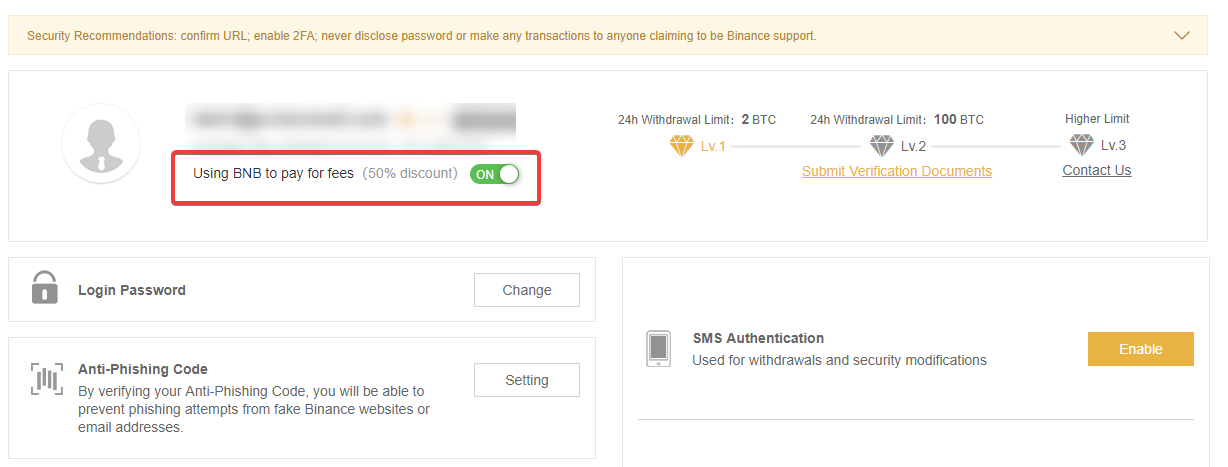 Security Recommendations: confirm URL; enable 2FA; never disclose password or make any transactions to anyone claiming to be Binance support.
24h Withdrawal Limit: 2 BTC
24h Withdrawal Limit: 100 BTC
Higher Limit
Lv.1
Lv.2
Lv.3
Submit Verification Documents
Contact Us
Using BNB to pay for fees (50% discount) ON
Login Password
Change
Anti-Phishing Code
By verifying your Anti-Phishing Code, you will be able to
prevent phishing attempts from fake Binance websites or
email addresses.
Setting
SMS Authentication
Used for withdrawals and security modifications
Enable